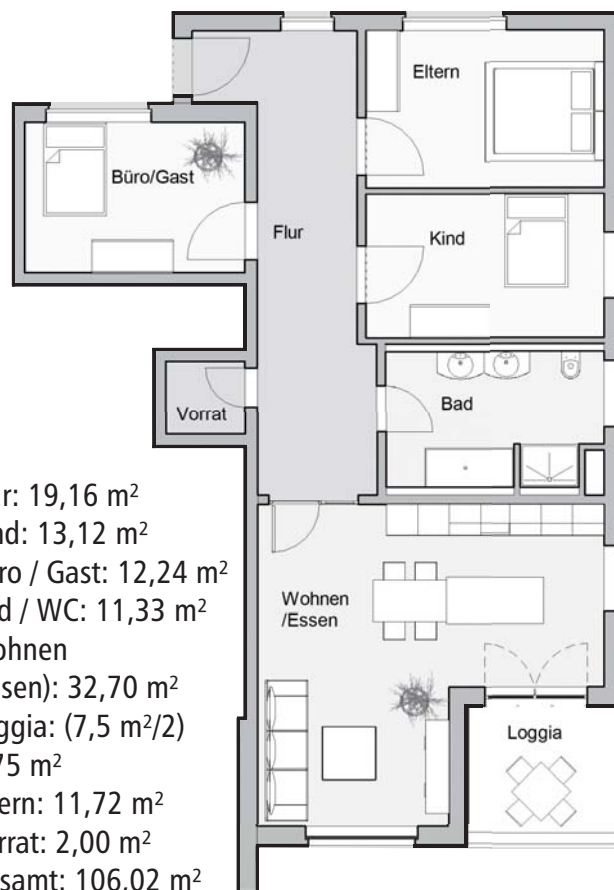 Eltern
Büro/Gast
Flur
Kind
Vorrat
Bad
Wohnen
/Essen
Loggia
ur: 19,16 m²
nd: 13,12 m²
ro / Gast: 12,24 m²
d / WC: 11,33 m²
ohnen
sen): 32,70 m²
ggia: (7,5 m²/2)
75 m²
ern: 11,72 m²
rrat: 2,00 m²
samt: 106,02 m²